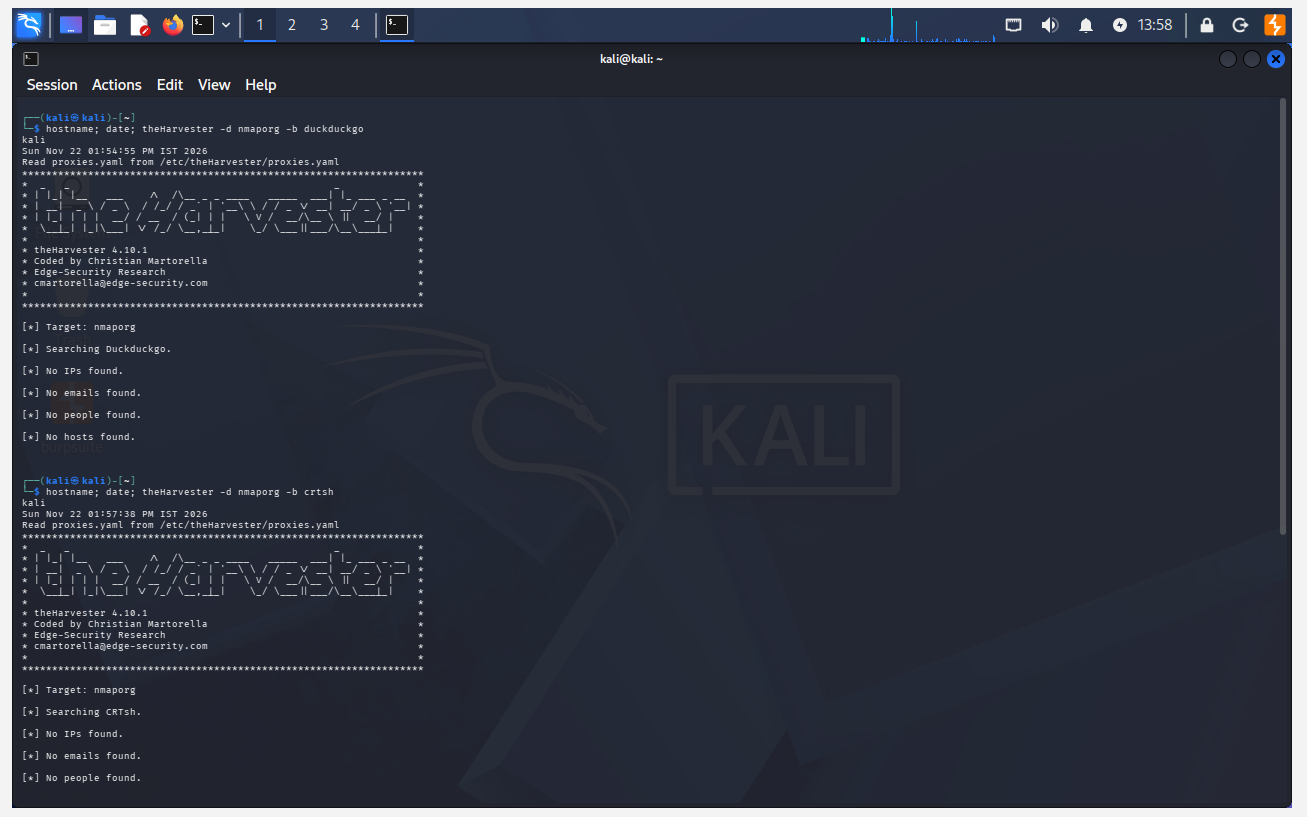 1 2 3 4 13:58
kali@kali: ~
Session Actions Edit View Help
(kali㉿kali)-[~]
$ hostname; date; theHarvester -d nmaporg -b duckduckgo
kali
Sun Nov 22 01:54:55 PM IST 2026
Read proxies.yaml from /etc/theHarvester/proxies.yaml
theHarvester
* theHarvester 4.10.1 *
* Coded by Christian Martorella *
* Edge-Security Research *
* cmartorella@edge-security.com *
[*] Target: nmaporg
[*] Searching Duckduckgo.
[*] No IPs found.
[*] No emails found.
[*] No people found.
[*] No hosts found.
(kali㉿kali)-[~]
$ hostname; date; theHarvester -d nmaporg -b crtsh
kali
Sun Nov 22 01:57:38 PM IST 2026
Read proxies.yaml from /etc/theHarvester/proxies.yaml
theHarvester
* theHarvester 4.10.1 *
* Coded by Christian Martorella *
* Edge-Security Research *
* cmartorella@edge-security.com *
[*] Target: nmaporg
[*] Searching CRTsh.
[*] No IPs found.
[*] No emails found.
[*] No people found.
KALI